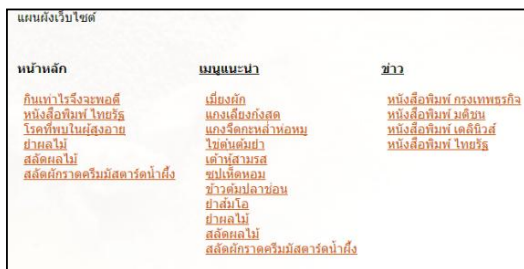 แผนผังเว็บไซต์
หน้าหลัก
กินเท่าไรจึงจะพอดี
หนังสือพิมพ์ ไทยรัฐ
โรคที่พบในผู้สูงอายุ
ยำผลไม้
สลัดผลไม้
สลัดผักราดครีมมัสตาร์ดน้ำผึ้ง
เมนูแนะนำ
เมี่ยงผัก
แกงเลียงกุ้งสด
แกงจืดกะหล่ำห่อหมู
ไข่ตุ๋นต้มยำ
เต้าหู้สามรส
ซุปเห็ดหอม
ข้าวต้มปลาช่อน
ยำส้มโอ
ยำผลไม้
สลัดผลไม้
สลัดผักราดครีมมัสตาร์ดน้ำผึ้ง
ข่าว
หนังสือพิมพ์ กรุงเทพธุรกิจ
หนังสือพิมพ์ มติชน
หนังสือพิมพ์ เดลินิวส์
หนังสือพิมพ์ ไทยรัฐ